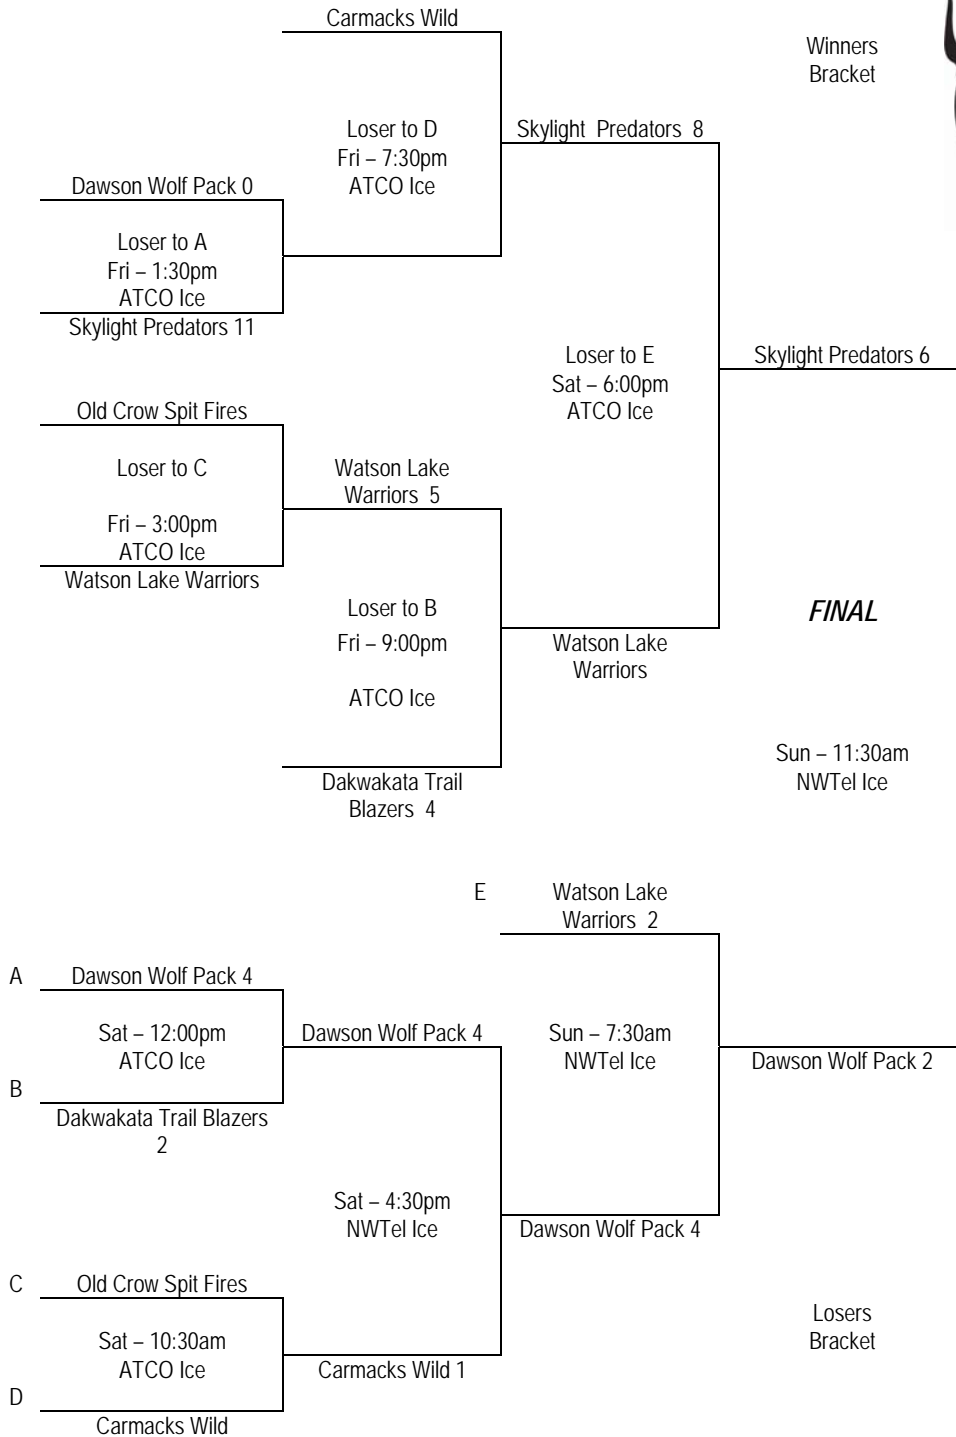 Carmacks Wild
Winners
Bracket
Loser to D
Fri – 7:30pm
ATCO Ice
Skylight  Predators  8
Dawson Wolf Pack 0
Loser to A
Fri – 1:30pm
ATCO Ice
Skylight Predators 11
Loser to E
Sat – 6:00pm
ATCO Ice
Skylight Predators 6
Old Crow Spit Fires
Loser to C
Fri – 3:00pm
ATCO Ice
Watson Lake Warriors
Watson Lake
Warriors  5
Loser to B
Fri – 9:00pm
ATCO Ice
Watson Lake
Warriors
FINAL
Sun – 11:30am
NWTel Ice
Dakwakata Trail
Blazers  4
E
Watson Lake
Warriors  2
A
Dawson Wolf Pack 4
Sat – 12:00pm
ATCO Ice
Dawson Wolf Pack 4
Sun – 7:30am
NWTel Ice
Dawson Wolf Pack 2
B
Dakwakata Trail Blazers
2
Sat – 4:30pm
NWTel Ice
Dawson Wolf Pack 4
C
Old Crow Spit Fires
Sat – 10:30am
ATCO Ice
Carmacks Wild 1
Losers
Bracket
D
Carmacks Wild